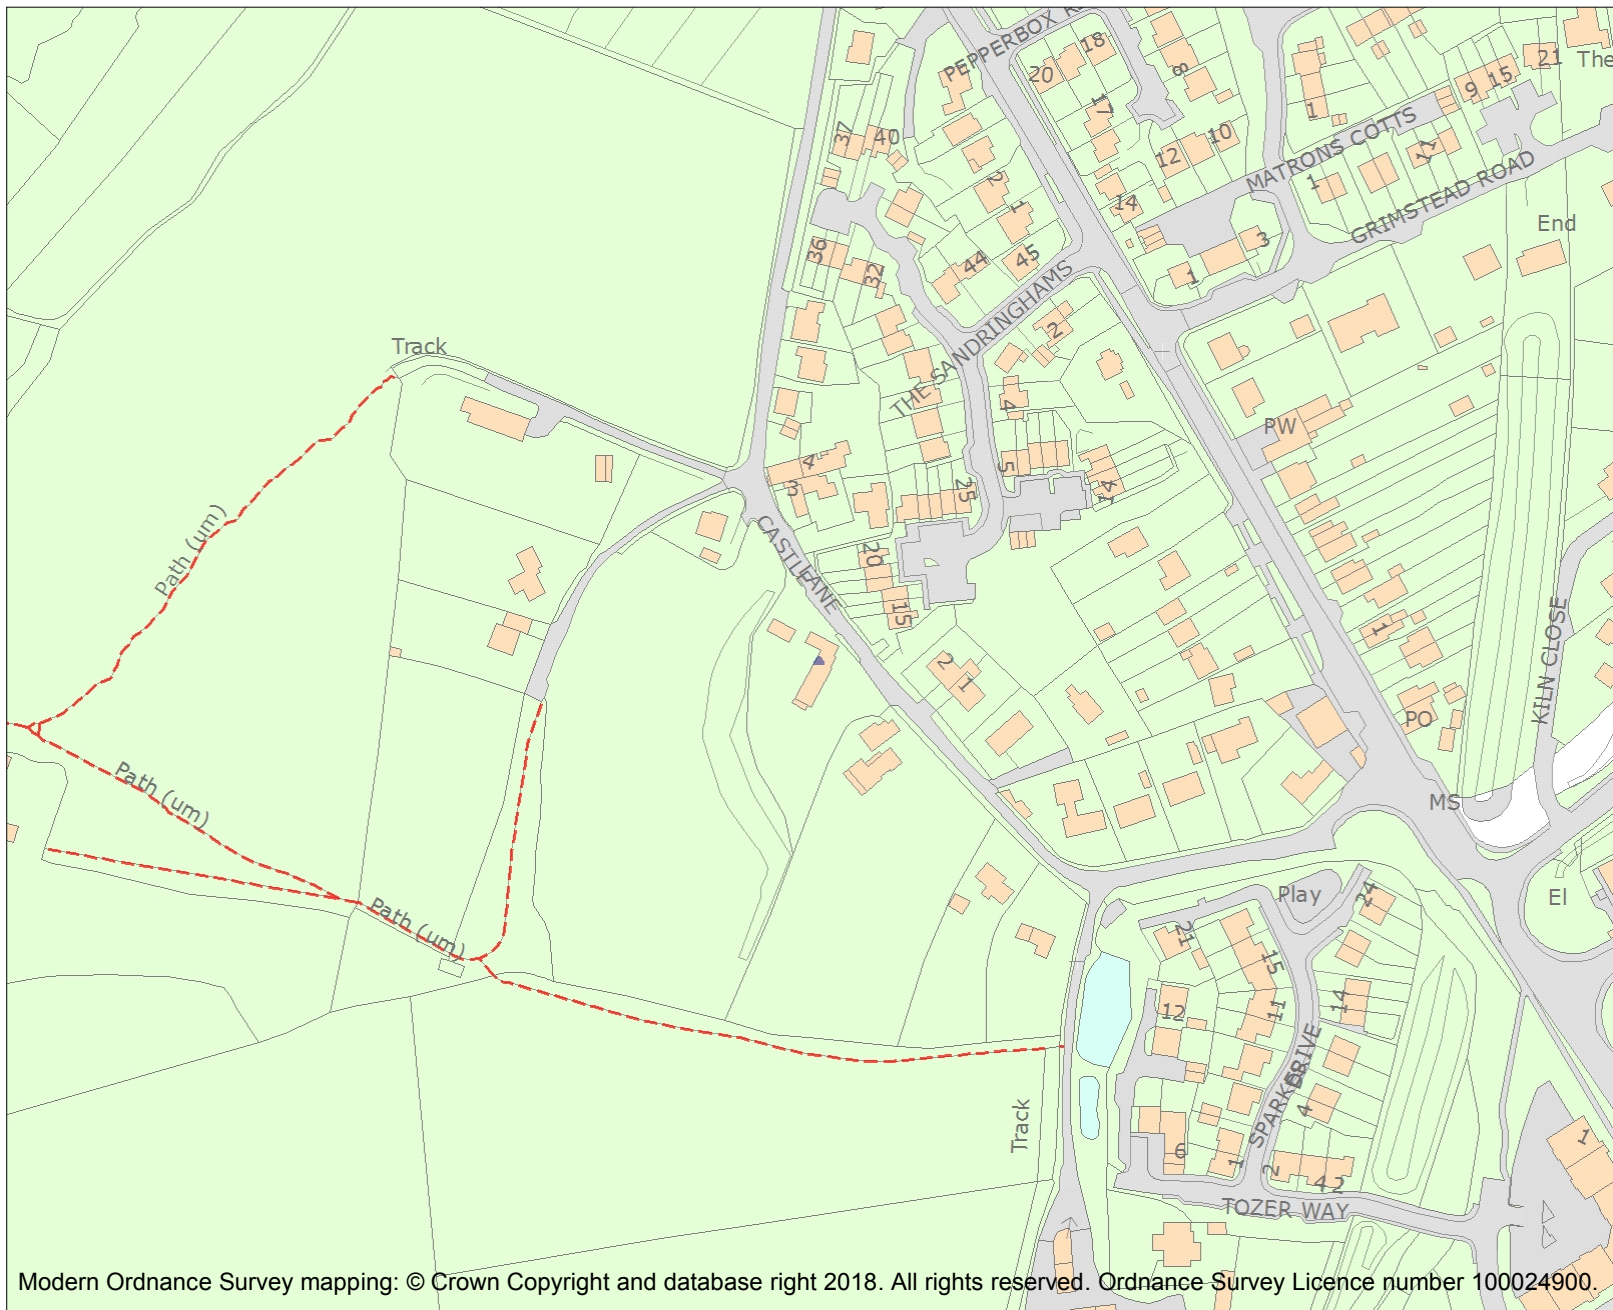 PEPPERBOX R
18
20
17
8
21
The
9 15
1
MATRONS COTTS
37
40
12
10
11
1
GRIMSTEAD ROAD
2
1
14
End
3
36
32
44
45
1
THE SANDRINGHAMS
2
Track
4
PW
4
3
5
25
14
CASTLE LANE
Path (um)
20
15
2
1
1
KILN CLOSE
PO
Path (um)
MS
Play
24
El
Path (um)
21
15
12
11
14
SPARKES DRIVE
4
Track
6
1
2
42
1
TOZER WAY
Modern Ordnance Survey mapping: © Crown Copyright and database right 2018. All rights reserved. Ordnance Survey Licence number 100024900.